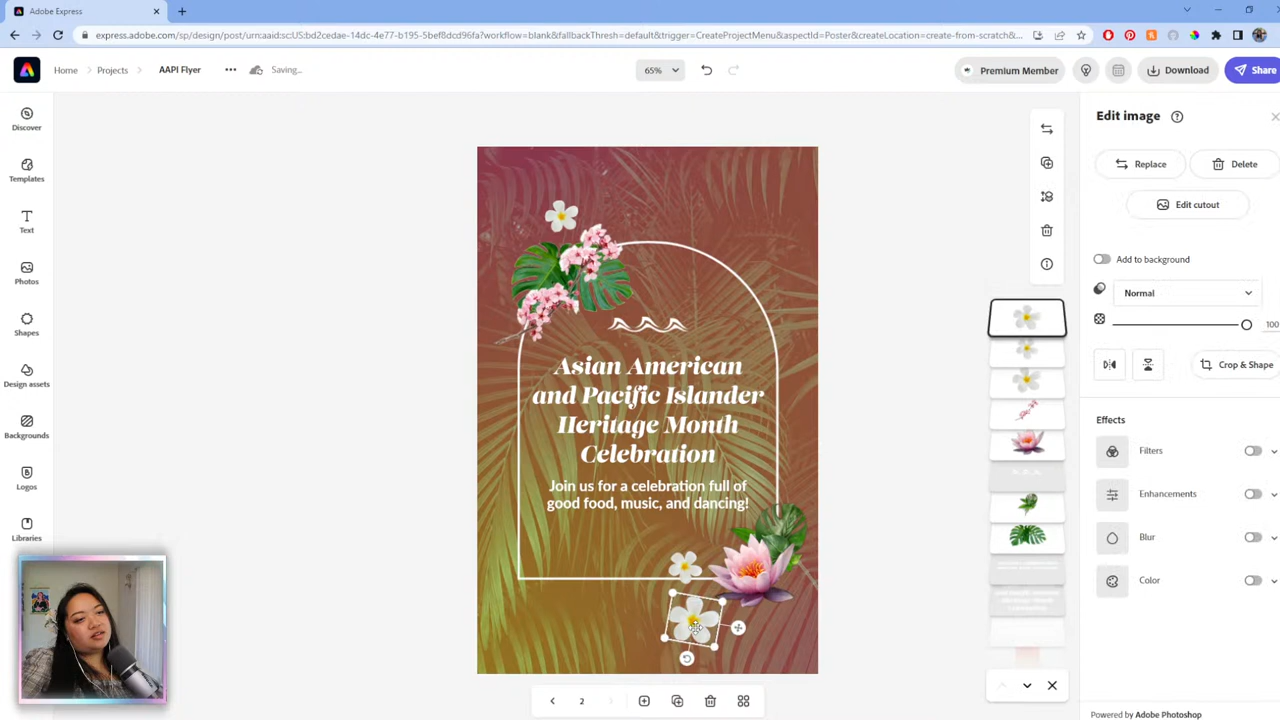 Adobe Express
express.adobe.com/sp/design/post/urn:aaid:sc:US:bd2cedae-14dc-4e77-b195-5bef8dcd96fa?workflow=blank&fallbackThresh=default&trigger=CreateProjectMenu&aspectId=Poster&createLocation=create-from-scratch&...
Home
Projects
AAPI Flyer
Saving...
65%
Premium Member
Download
Share
Discover
Templates
Text
Photos
Shapes
Design assets
Backgrounds
Logos
Libraries
Asian American
and Pacific Islander
Heritage Month
Celebration
Join us for a celebration full of
good food, music, and dancing!
2
Edit image
Replace
Delete
Edit cutout
Add to background
Normal
100
Crop & Shape
Effects
Filters
Enhancements
Blur
Color
Powered by Adobe Photoshop